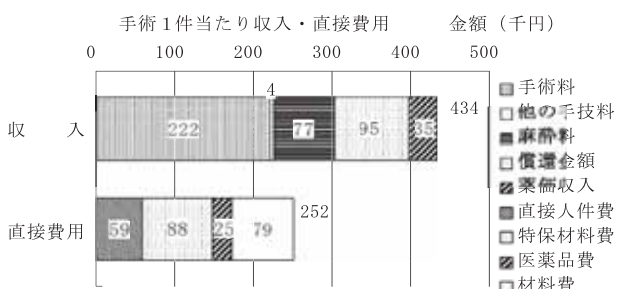 手術1件当たり収入・直接費用 金額（千円）
0 100 200 300 400 500
収 入 222 4 77 95 35 434
直接費用 59 88 25 79 252
手術料
他の手技料
麻酔料
償還金額
薬価収入
直接人件費
特保材料費
医薬品費
材料費